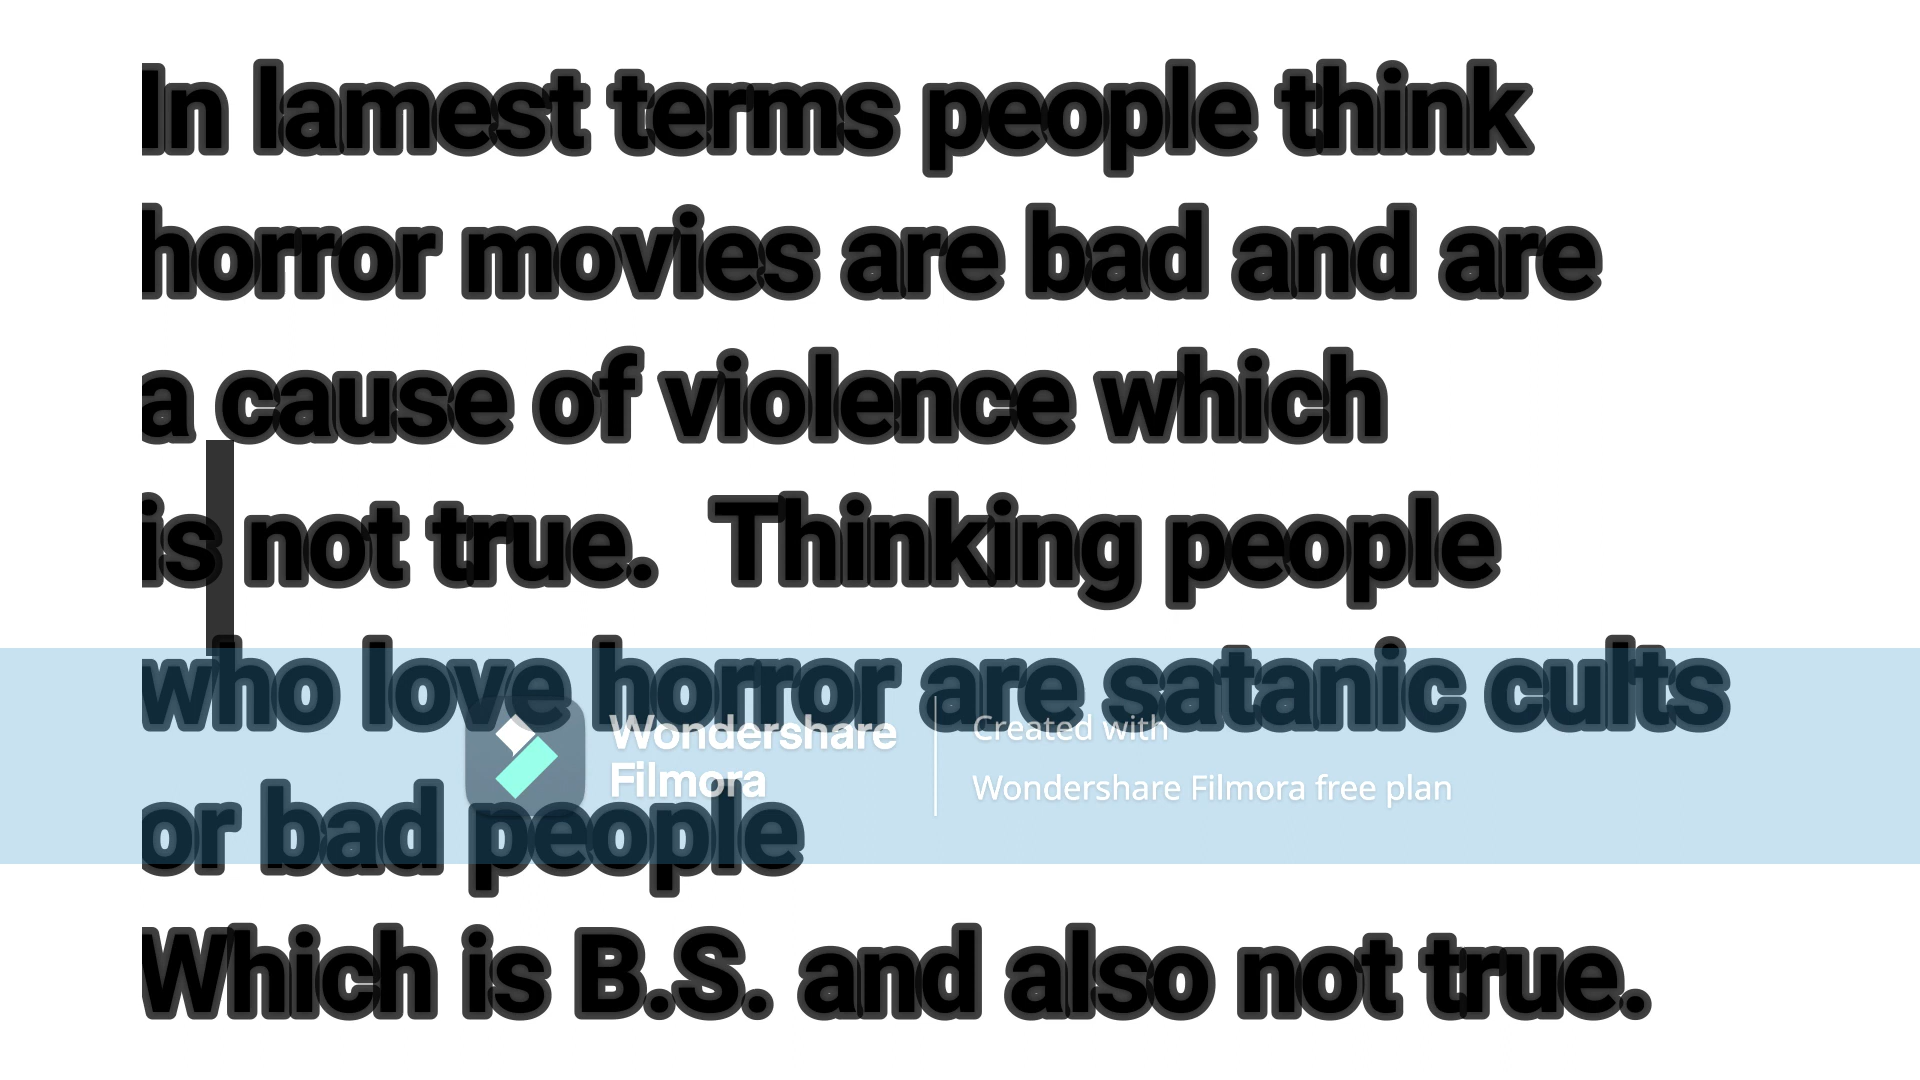 In lamest terms people think
horror movies are bad and are
a cause of violence which
is not true.   Thinking people
who love horror are satanic cults
or bad people
Which is B.S. and also not true.
Wondershare
Filmora
Created with
Wondershare Filmora free plan